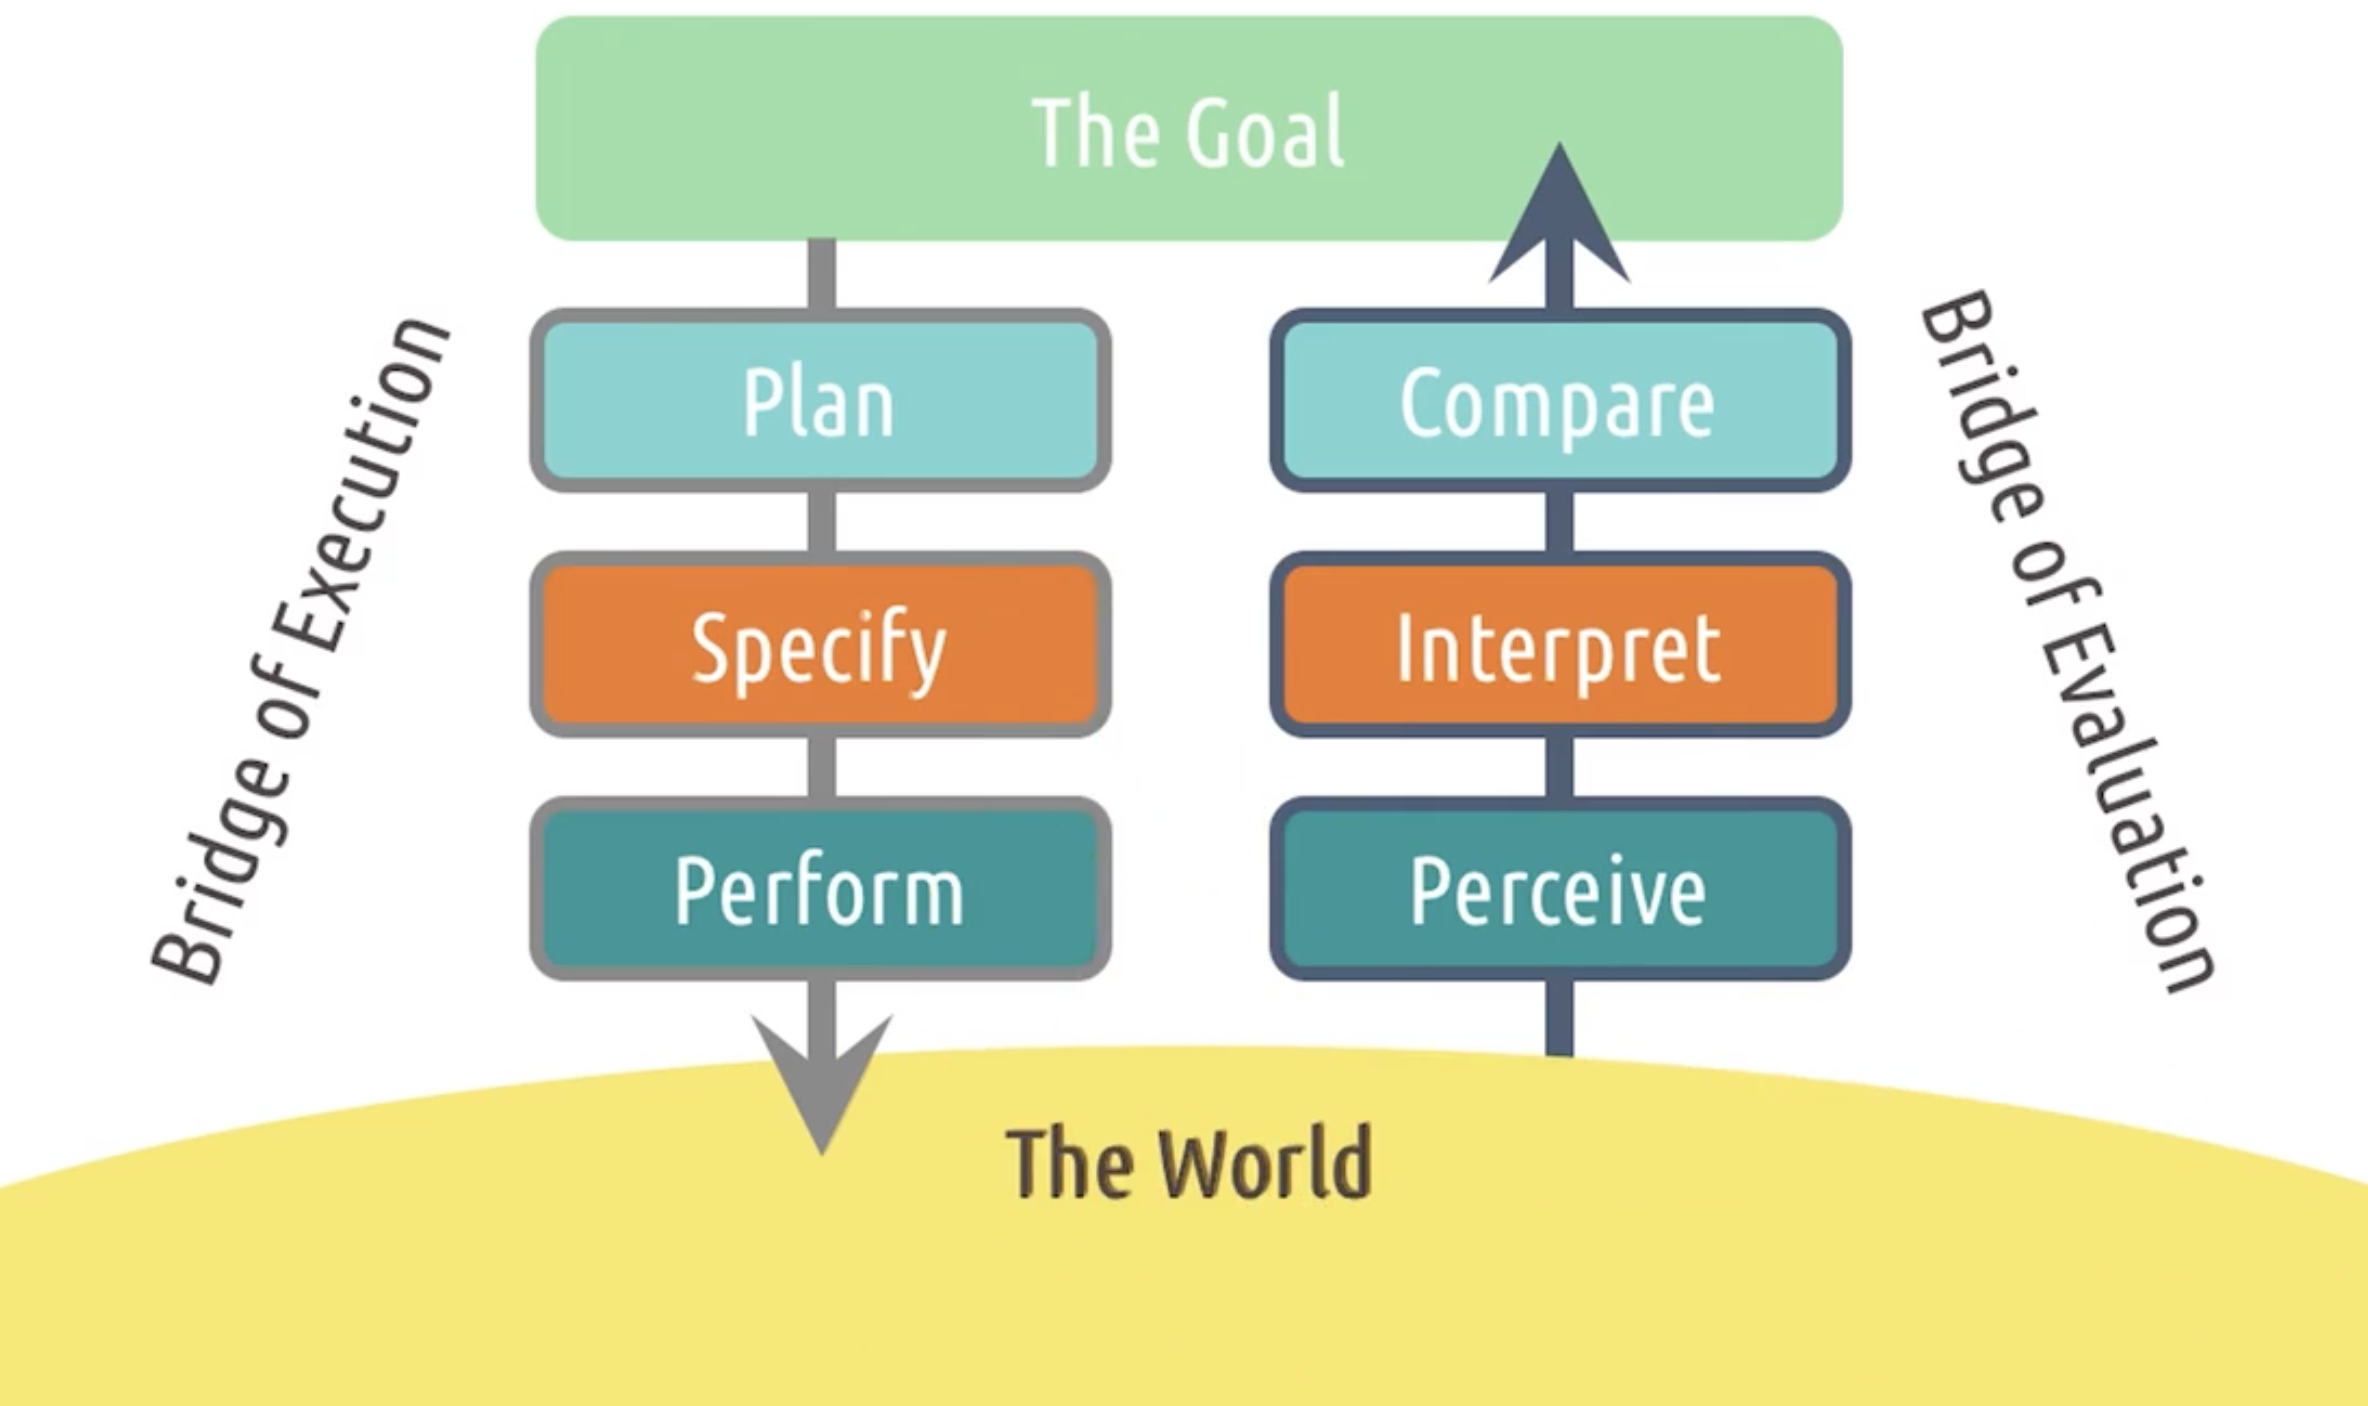 The Goal
Bridge of Execution
Plan
Compare
Bridge of Evaluation
Specify
Interpret
Perform
Perceive
The World